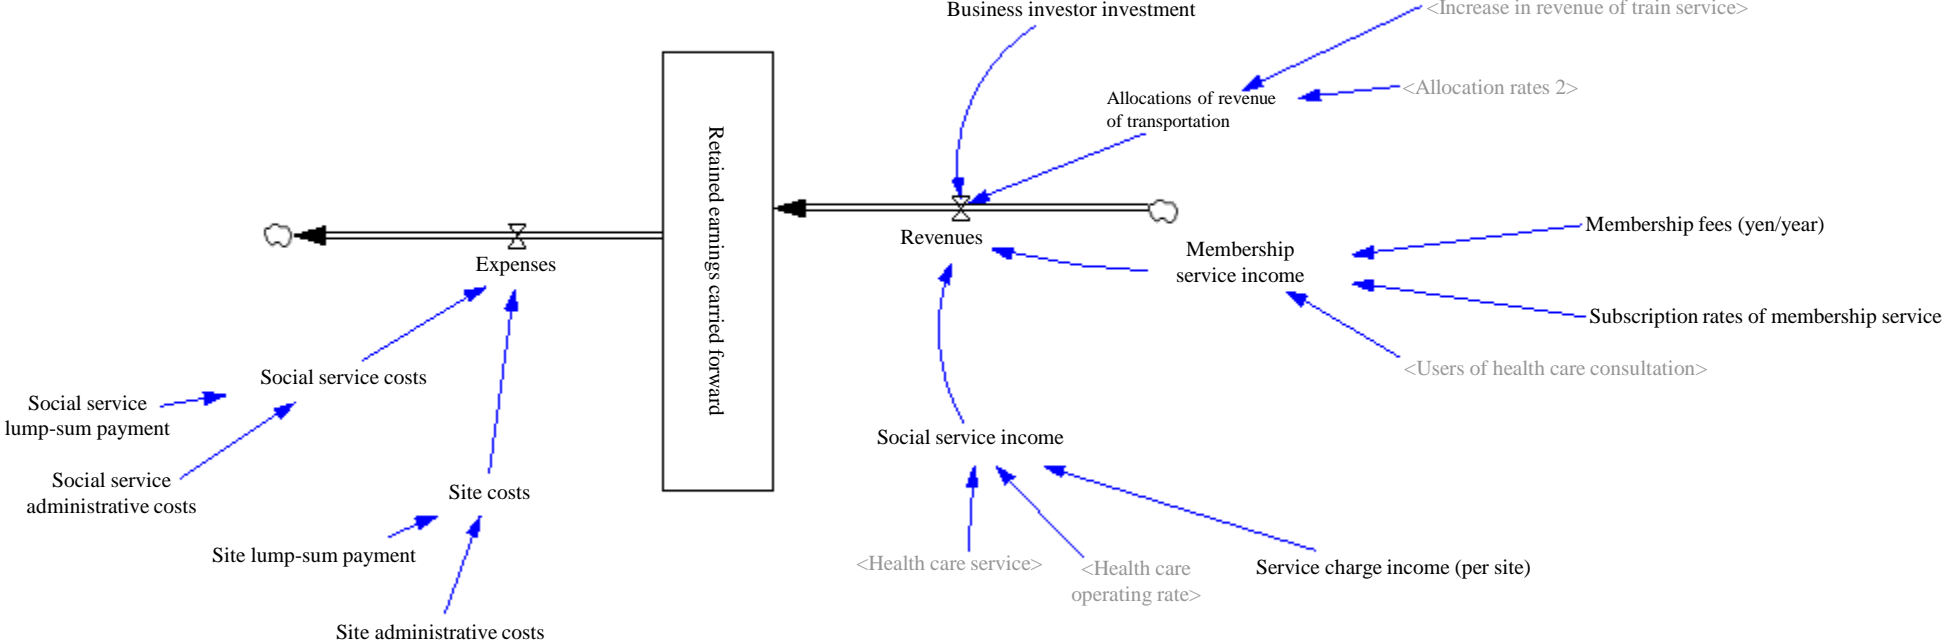 Business investor investment
<Increase in revenue of train service>
<Allocation rates 2>
Allocations of revenue
of transportation
Retained earnings carried forward
Revenues
Expenses
Membership
service income
Membership fees (yen/year)
Subscription rates of membership service
<Users of health care consultation>
Social service costs
Social service
lump-sum payment
Social service
administrative costs
Site costs
Site lump-sum payment
Site administrative costs
Social service income
<Health care service>
<Health care
operating rate>
Service charge income (per site)